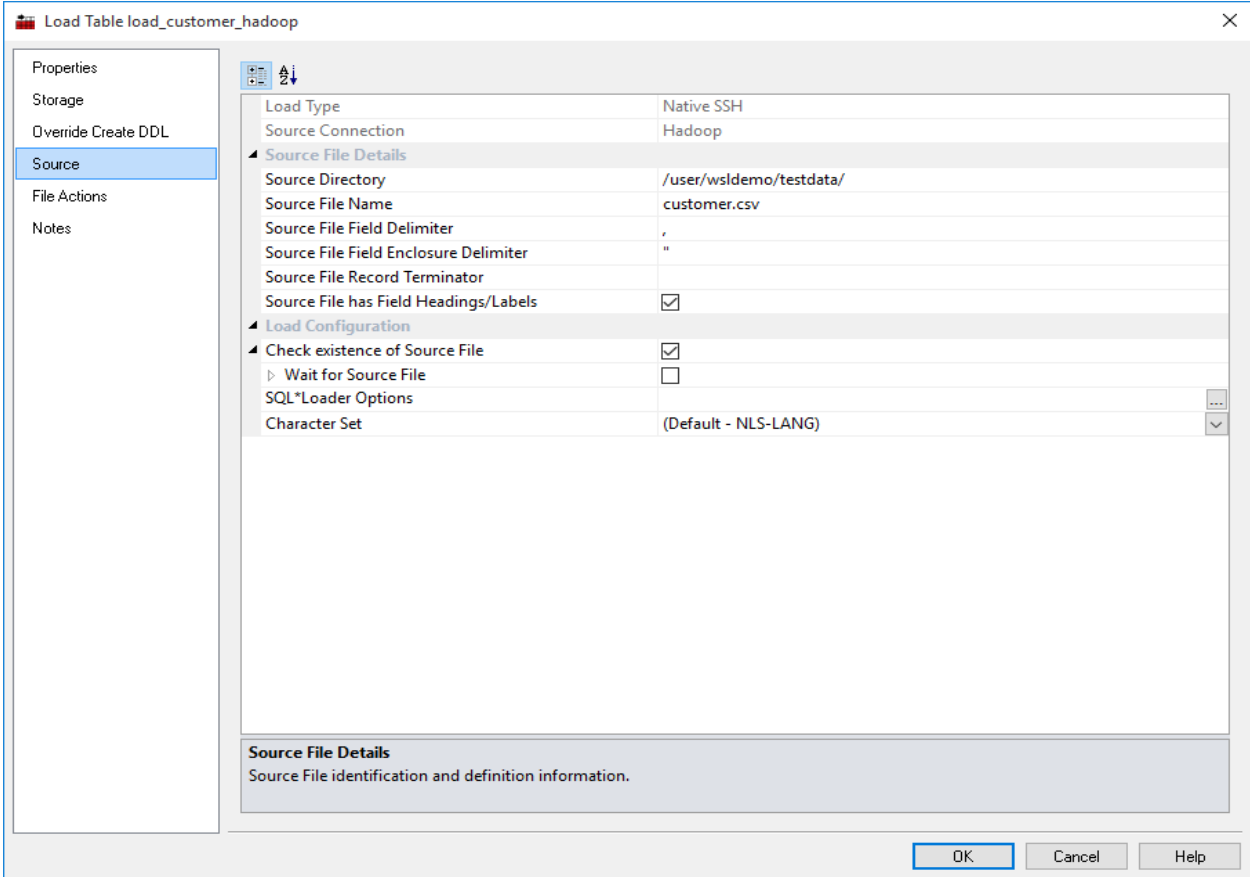 Load Table load_customer_hadoop
Properties
Storage
Override Create DDL
Source
File Actions
Notes
Load Type Native SSH
Source Connection Hadoop
Source File Details
Source Directory /user/wsldemo/testdata/
Source File Name customer.csv
Source File Field Delimiter ,
Source File Field Enclosure Delimiter "
Source File Record Terminator
Source File has Field Headings/Labels
Load Configuration
Check existence of Source File
Wait for Source File
SQL*Loader Options ...
Character Set (Default - NLS-LANG)
Source File Details
Source File identification and definition information.
OK Cancel Help